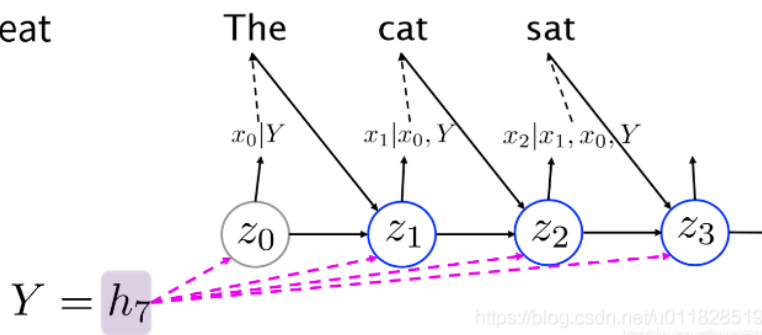 eat The cat sat
x₀|Y x₁|x₀, Y x₂|x₁, x₀, Y
z₀ z₁ z₂ z₃
Y = h₇
https://blog.csdn.net/u011828519